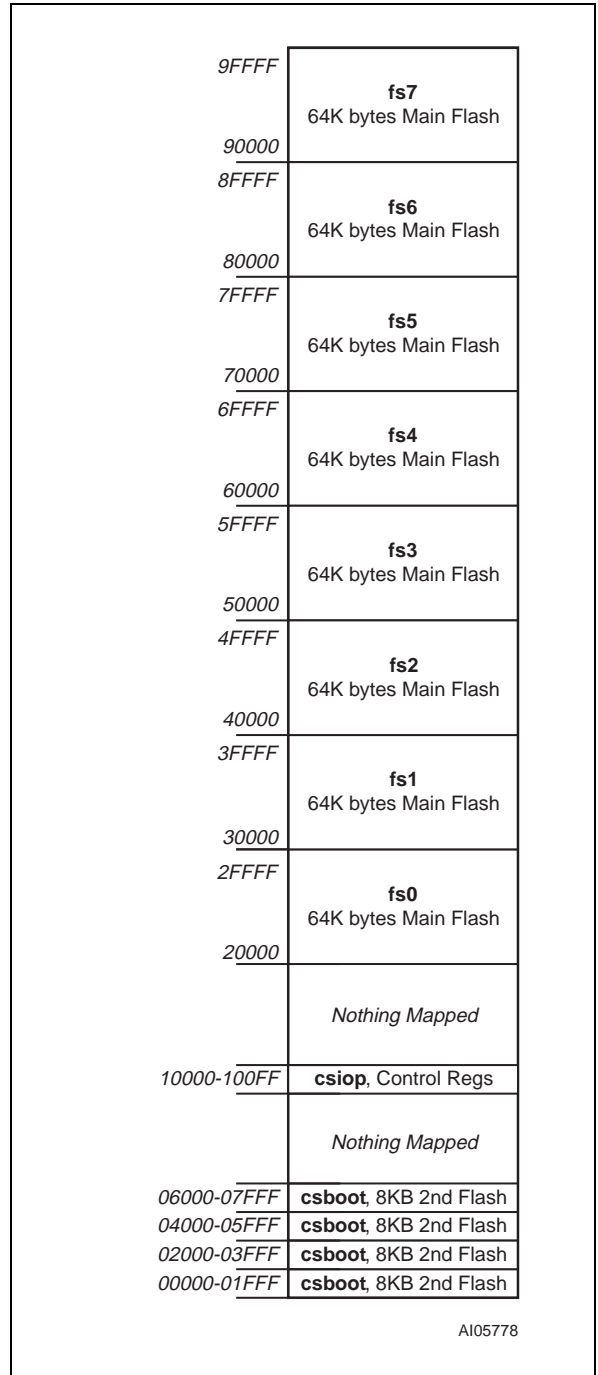 9FFFF
fs7
64K bytes Main Flash
90000
8FFFF
fs6
64K bytes Main Flash
80000
7FFFF
fs5
64K bytes Main Flash
70000
6FFFF
fs4
64K bytes Main Flash
60000
5FFFF
fs3
64K bytes Main Flash
50000
4FFFF
fs2
64K bytes Main Flash
40000
3FFFF
fs1
64K bytes Main Flash
30000
2FFFF
fs0
64K bytes Main Flash
20000
Nothing Mapped
10000-100FF csiop, Control Regs
Nothing Mapped
06000-07FFF csboot, 8KB 2nd Flash
04000-05FFF csboot, 8KB 2nd Flash
02000-03FFF csboot, 8KB 2nd Flash
00000-01FFF csboot, 8KB 2nd Flash
AI05778